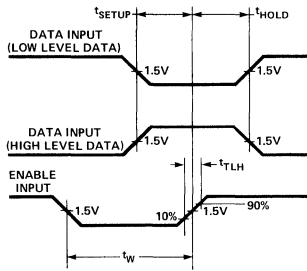 tSETUP tHOLD
DATA INPUT
(LOW LEVEL DATA)
1.5V 1.5V
DATA INPUT
(HIGH LEVEL DATA)
1.5V 1.5V
tTLH
ENABLE
INPUT
1.5V 10% 1.5V 90%
tW